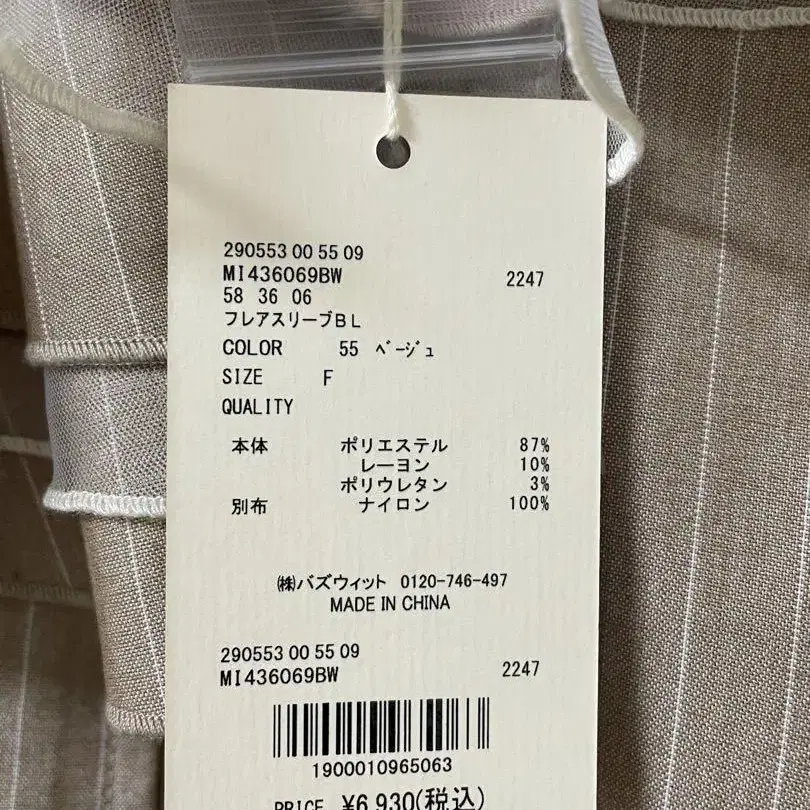 290553 00 55 09
MI436069BW 2247
58 36 06
フレアスリーブBL
COLOR 55 ﾍﾞｰｼﾞｭ
SIZE F
QUALITY
本体 ポリエステル 87%
レーヨン 10%
ポリウレタン 3%
別布 ナイロン 100%
㈱バズウィット 0120-746-497
MADE IN CHINA
290553 00 55 09
MI436069BW 2247
1900010965063
PRICE ¥6,930(税込)